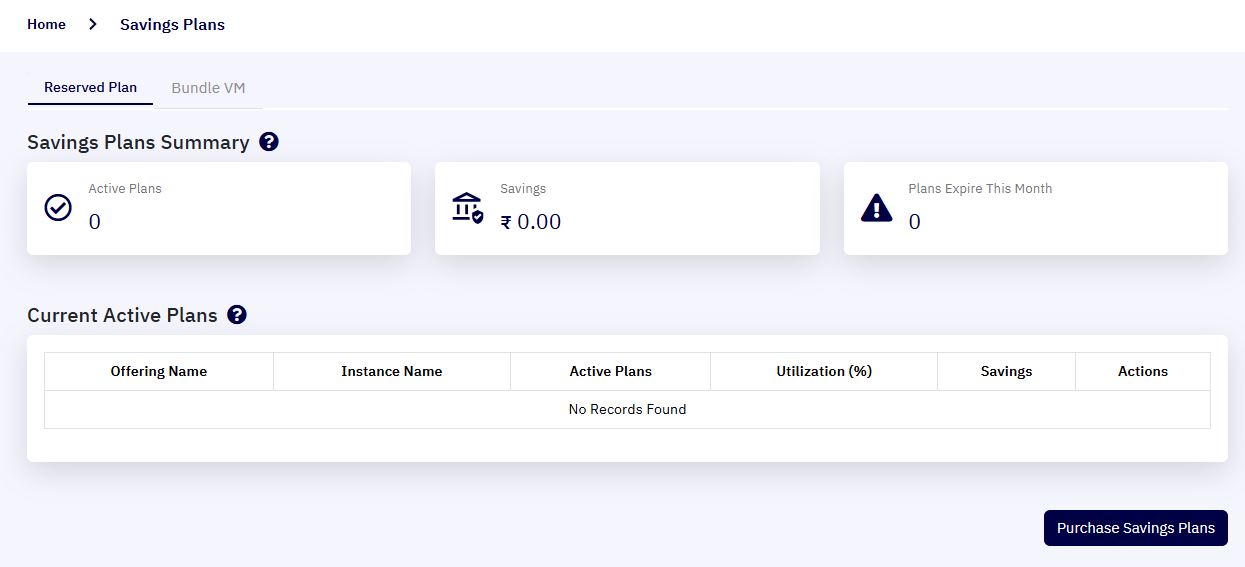 Home > Savings Plans
Reserved Plan Bundle VM
Savings Plans Summary ?
Active Plans
0
Savings
₹ 0.00
Plans Expire This Month
0
Current Active Plans ?
Offering Name Instance Name Active Plans Utilization (%) Savings Actions
No Records Found
Purchase Savings Plans